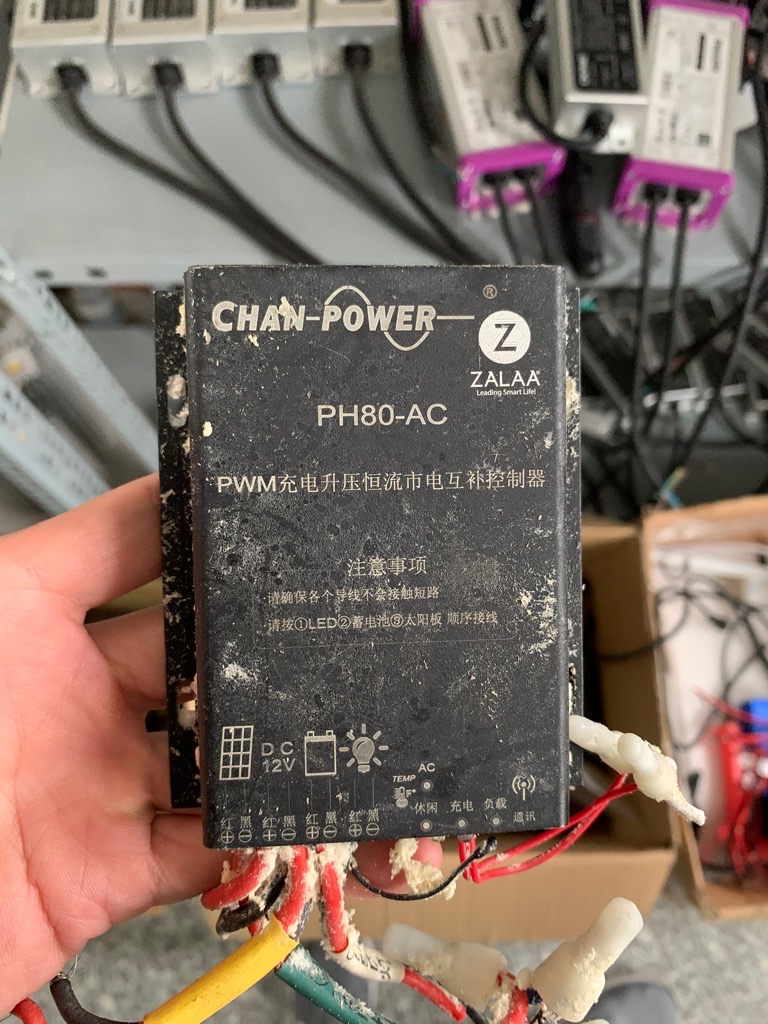 CHAN-POWER ®
Z
ZALAA®
Leading Smart Life!
PH80-AC
PWM充电升压恒流市电互补控制器
注意事项
·请确保各个导线不会接触短路
·请按①LED②蓄电池③太阳板 顺序接线
DC
12V
TEMP
°F
AC
休闲 充电 负载 通讯
红 黑 红 黑 红 黑 红 黑
⊕ ⊖ ⊕ ⊖ ⊕ ⊖ ⊕ ⊖